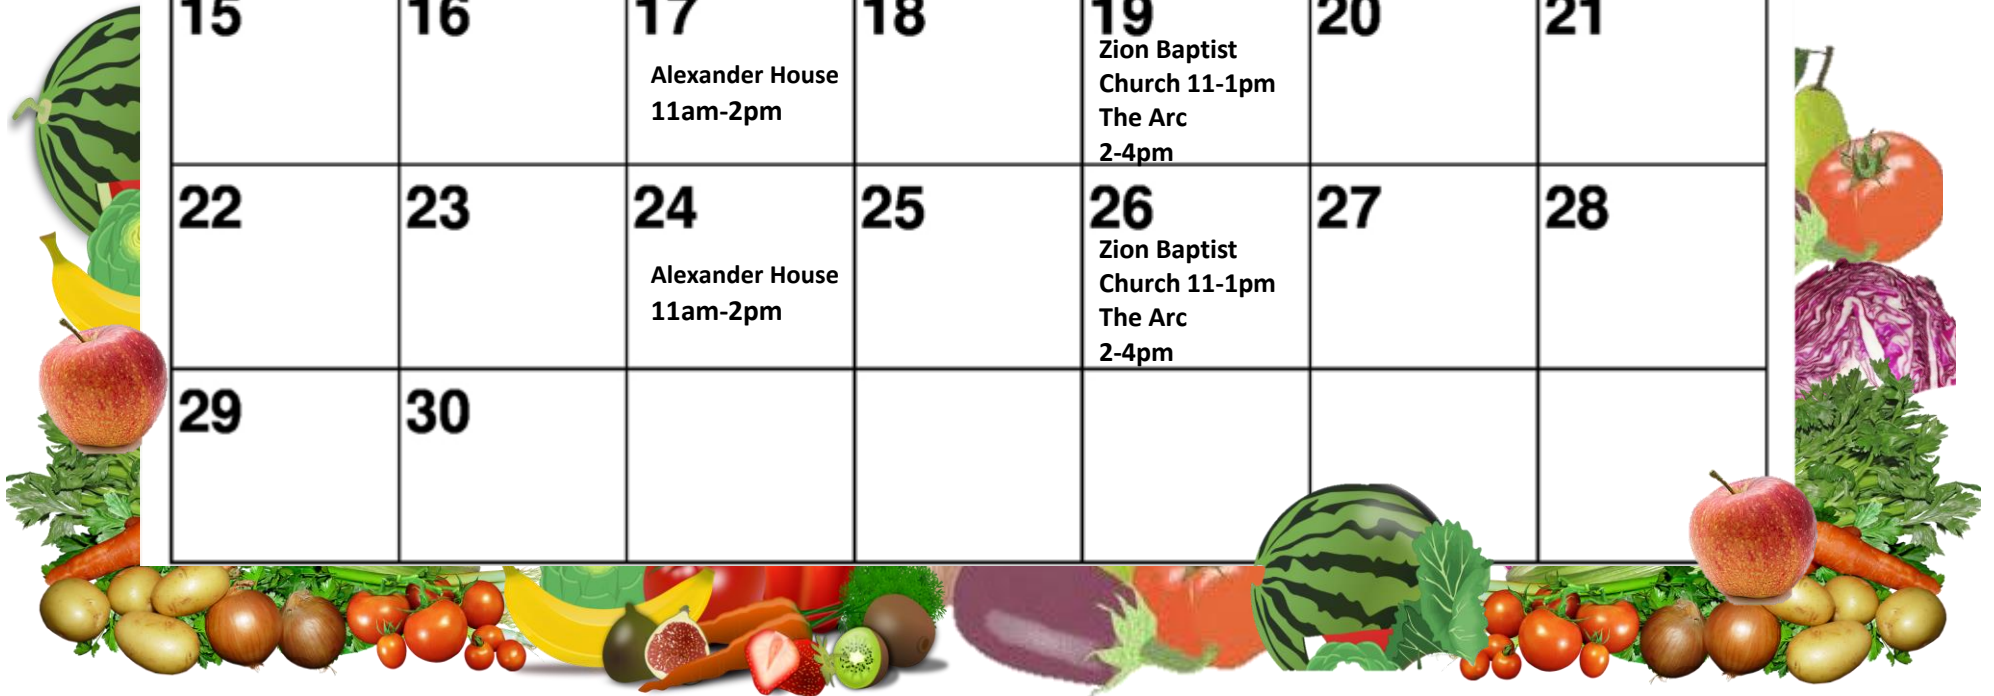 15 16 17 18 19 20 21
Alexander House
11am-2pm
Zion Baptist
Church 11-1pm
The Arc
2-4pm
22 23 24 25 26 27 28
Alexander House
11am-2pm
Zion Baptist
Church 11-1pm
The Arc
2-4pm
29 30